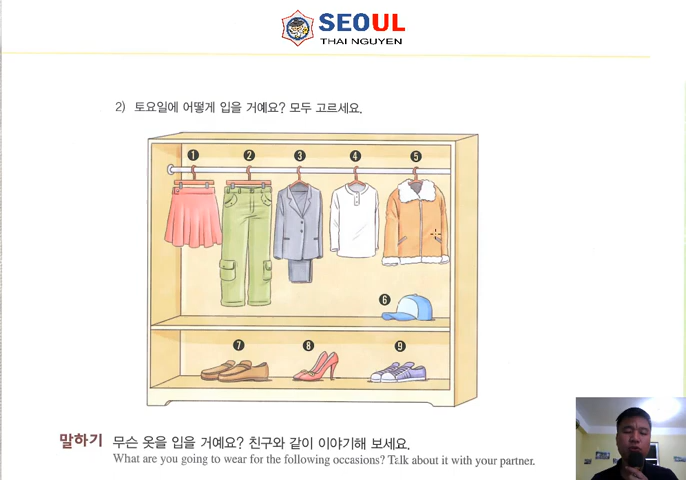 SEOUL
THAI NGUYEN
2) 토요일에 어떻게 입을 거예요? 모두 고르세요.
1 2 3 4 5
6
7 8 9
말하기 무슨 옷을 입을 거예요? 친구와 같이 이야기해 보세요.
What are you going to wear for the following occasions? Talk about it with your partner.